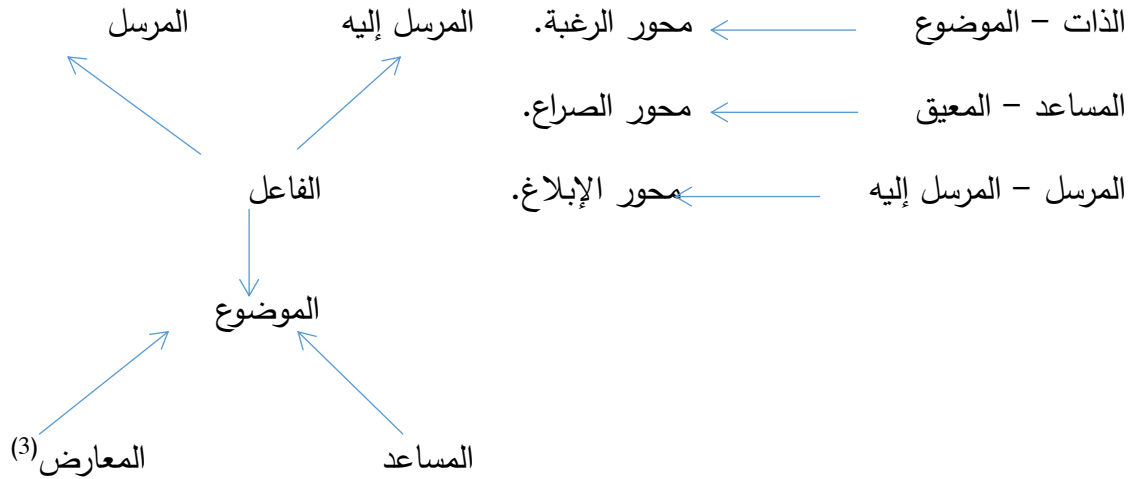 الذات – الموضوع محور الرغبة. المرسل إليه المرسل
المساعد – المعيق محور الصراع.
المرسل – المرسل إليه محور الإبلاغ. الفاعل
الموضوع
المساعد المعارض(3)